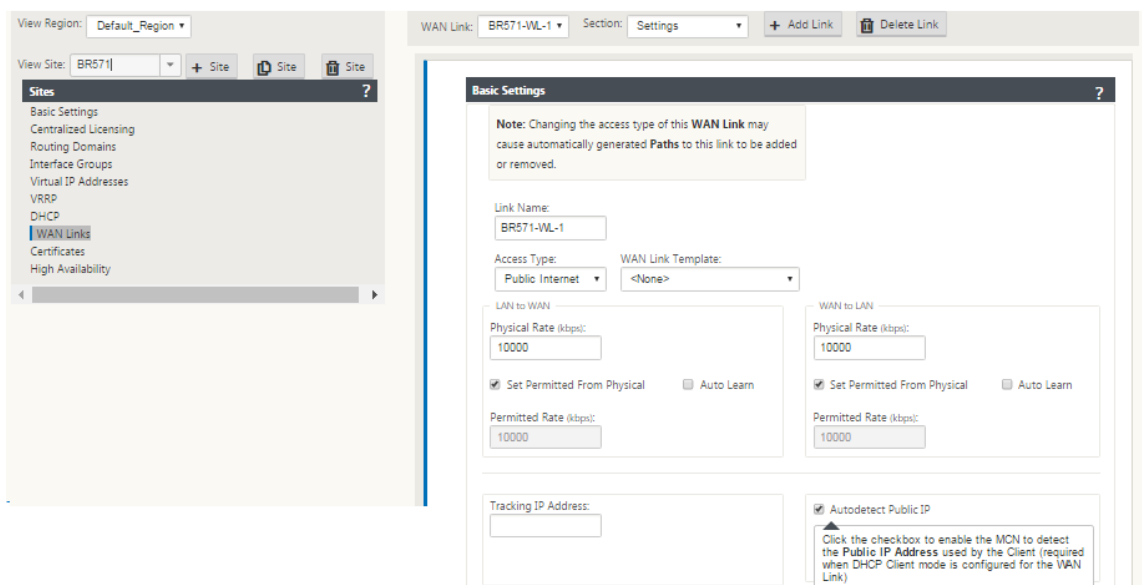 View Region: Default_Region
View Site: BR571 + Site Site Site
Sites ?
Basic Settings
Centralized Licensing
Routing Domains
Interface Groups
Virtual IP Addresses
VRRP
DHCP
WAN Links
Certificates
High Availability
WAN Link: BR571-WL-1 Section: Settings + Add Link Delete Link
Basic Settings ?
Note: Changing the access type of this WAN Link may
cause automatically generated Paths to this link to be added
or removed.
Link Name:
BR571-WL-1
Access Type: WAN Link Template:
Public Internet <None>
LAN to WAN WAN to LAN
Physical Rate (kbps): Physical Rate (kbps):
10000 10000
Set Permitted From Physical Auto Learn Set Permitted From Physical Auto Learn
Permitted Rate (kbps): Permitted Rate (kbps):
10000 10000
Tracking IP Address: Autodetect Public IP
Click the checkbox to enable the MCN to detect
the Public IP Address used by the Client (required
when DHCP Client mode is configured for the WAN
Link)